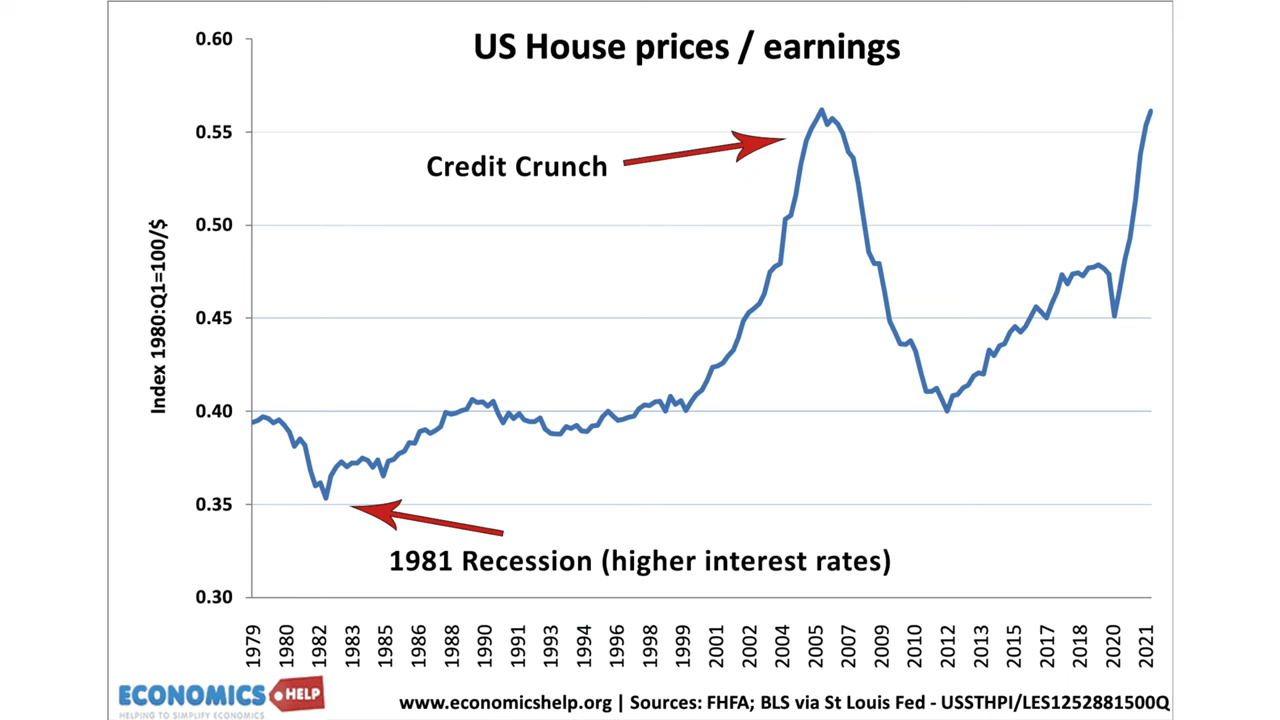 US House prices / earnings
Index 1980:Q1=100/$
0.60
0.55
0.50
0.45
0.40
0.35
0.30
Credit Crunch
1981 Recession (higher interest rates)
1979 1980 1982 1983 1985 1986 1988 1990 1991 1993 1994 1996 1998 1999 2001 2002 2004 2005 2007 2009 2010 2012 2013 2015 2017 2018 2020 2021
ECONOMICS HELP
HELPING TO SIMPLIFY ECONOMICS
www.economicshelp.org | Sources: FHFA; BLS via St Louis Fed - USSTHPI/LES1252881500Q